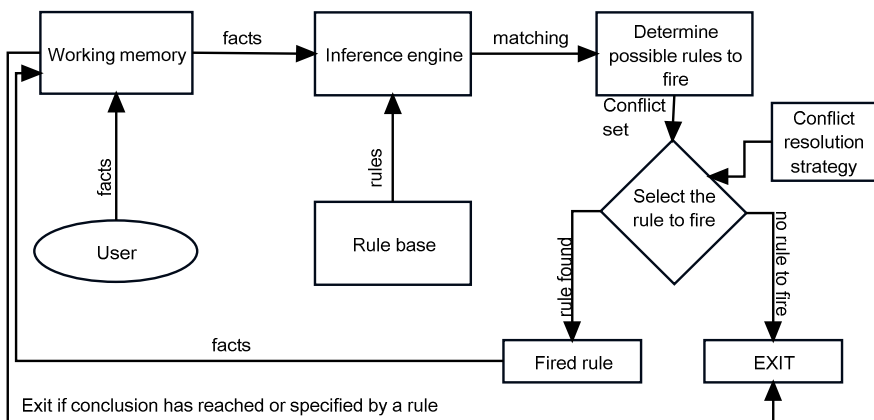 facts
matching
Working memory
Inference engine
Determine
possible rules to
fire
Conflict
set
Conflict
resolution
strategy
facts
rules
Select the
rule to fire
User
Rule base
rule found
no rule to fire
facts
Fired rule
EXIT
Exit if conclusion has reached or specified by a rule